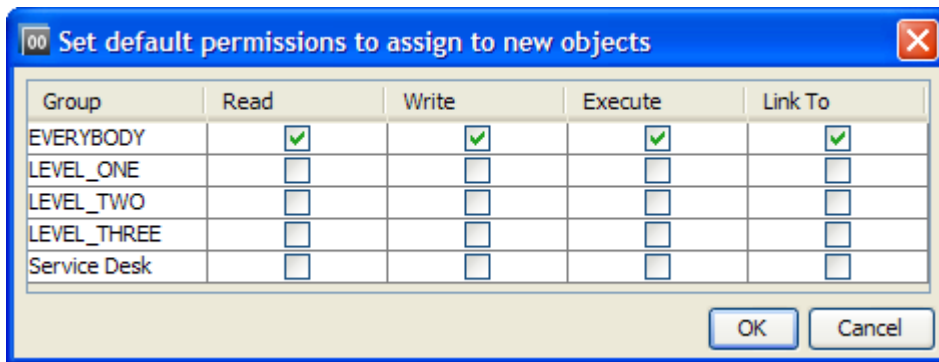 00 Set default permissions to assign to new objects
Group Read Write Execute Link To
EVERYBODY
LEVEL_ONE
LEVEL_TWO
LEVEL_THREE
Service Desk
OK Cancel